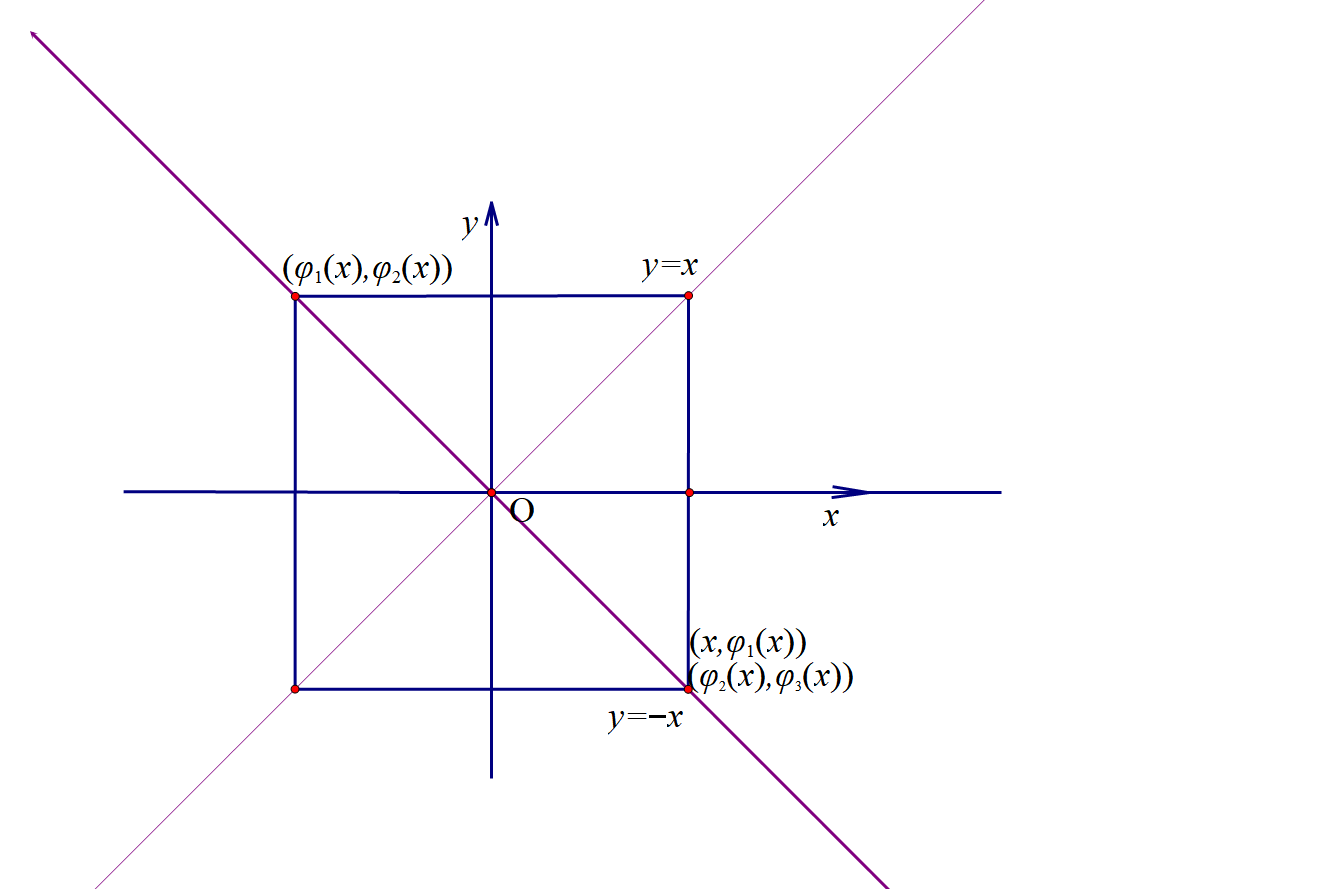 y
(φ₁(x),φ₂(x))
y=x
O
x
(x,φ₁(x))
(φ₂(x),φ₃(x))
y=−x